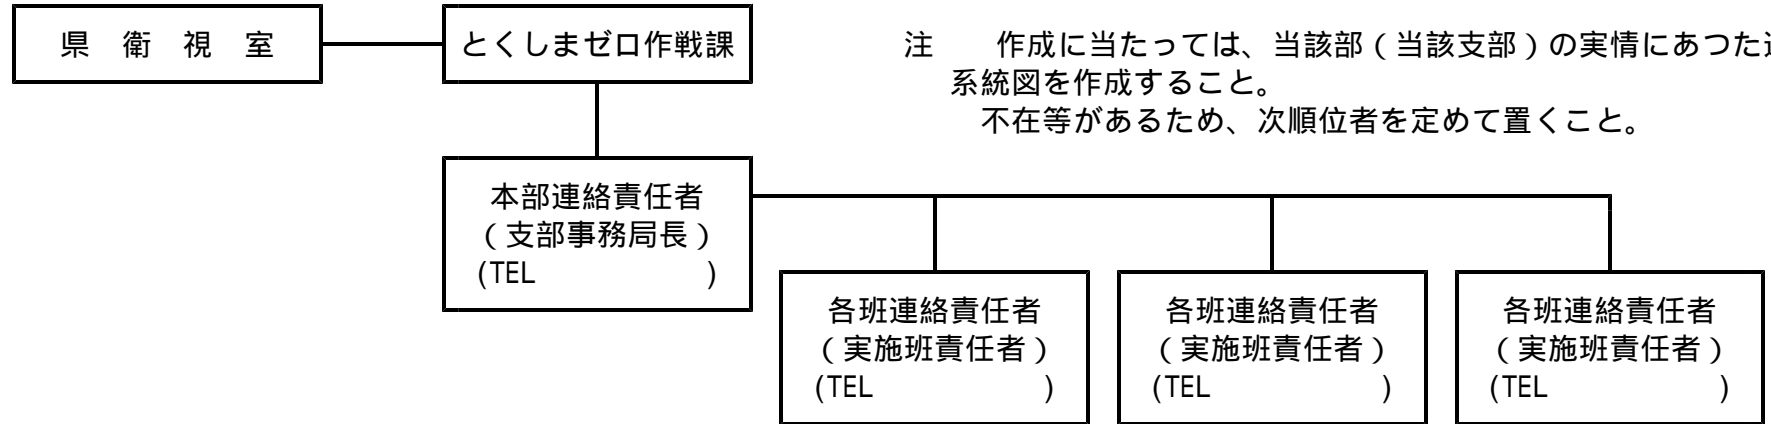 県 衛 視 室
とくしまゼロ作戦課
注 作成に当たっては、当該部（当該支部）の実情にあつた
系統図を作成すること。
不在等があるため、次順位者を定めて置くこと。
本部連絡責任者
（支部事務局長）
(TEL )
各班連絡責任者
（実施班責任者）
(TEL )
各班連絡責任者
（実施班責任者）
(TEL )
各班連絡責任者
（実施班責任者）
(TEL )